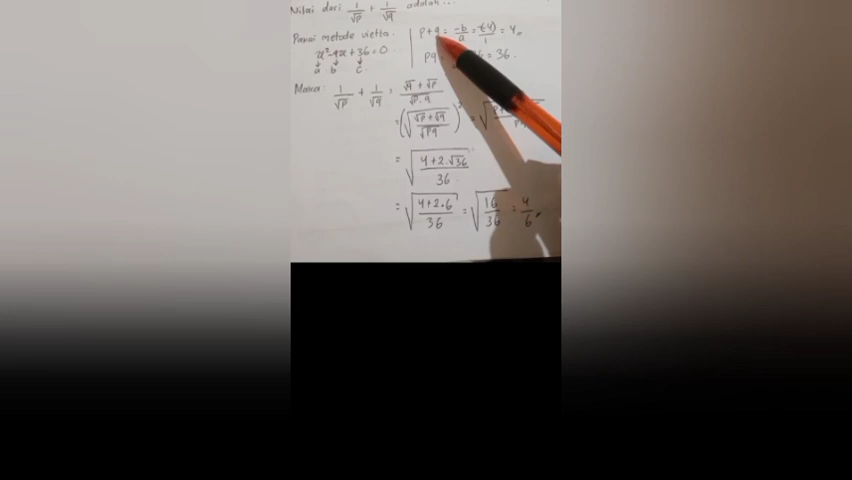 Nilai dari 1/√p + 1/√q adalah ...
Pakai metode vietta.
x² - 4x + 36 = 0
a b c
p + q = -b/a = -(-4)/1 = 4
pq = 36
Maka: 1/√p + 1/√q = (√q + √p)/√p.q
= (√((√p + √q)/√pq))² = √
= √((4 + 2.√36)/36)
= √((4 + 2.6)/36) = √(16/36) = 4/6